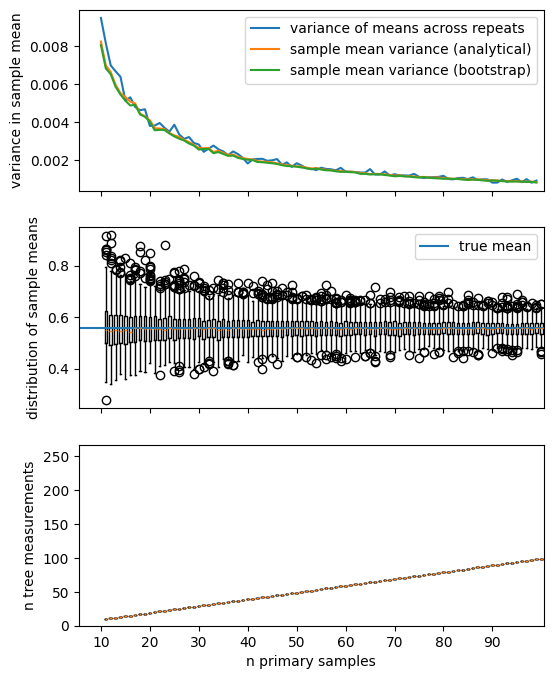 variance in sample mean
0.008
0.006
0.004
0.002
variance of means across repeats
sample mean variance (analytical)
sample mean variance (bootstrap)
distribution of sample means
0.8
0.6
0.4
true mean
n tree measurements
250
200
150
100
50
0
10 20 30 40 50 60 70 80 90
n primary samples